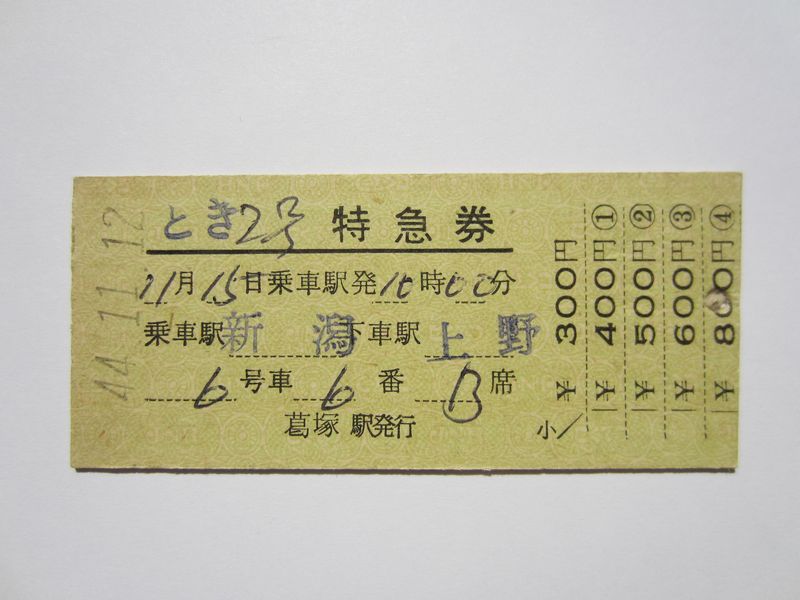 44.11.12
とき2号 特急券
11月15日乗車駅発10時00分
乗車駅 新潟 下車駅 上野
6号車 6番 B席
葛塚 駅発行
小/
¥300円
¥400円①
¥500円②
¥600円③
¥800円④